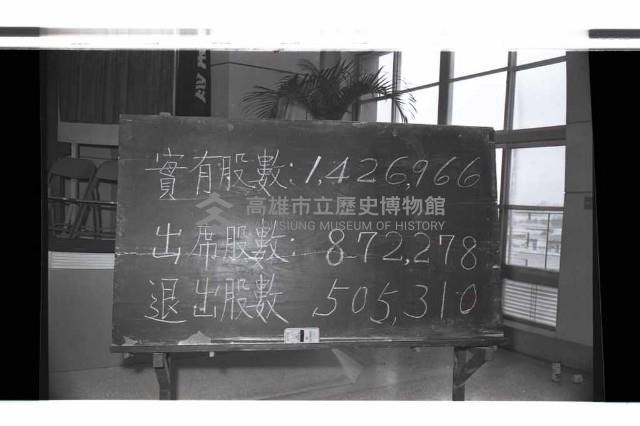 實有股數:1,426,966
高雄市立歷史博物館
KAOHSIUNG MUSEUM OF HISTORY
出席股數:872,278
退出股數 505,310